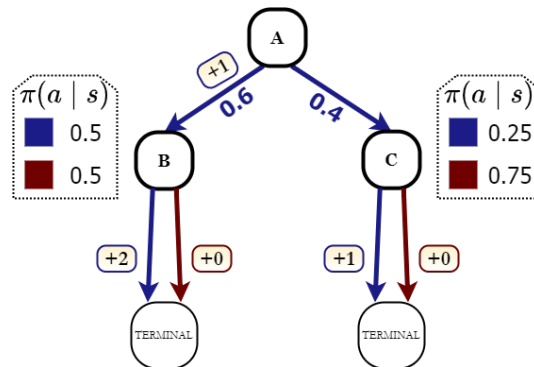 A
+1
0.6
0.4
π(a | s)
0.5
0.5
π(a | s)
0.25
0.75
B
C
+2
+0
+1
+0
TERMINAL
TERMINAL